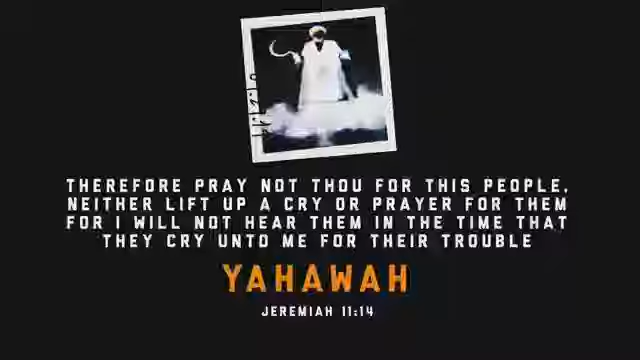 THEREFORE PRAY NOT THOU FOR THIS PEOPLE,
NEITHER LIFT UP A CRY OR PRAYER FOR THEM
FOR I WILL NOT HEAR THEM IN THE TIME THAT
THEY CRY UNTO ME FOR THEIR TROUBLE
YAHAWAH
JEREMIAH 11:14